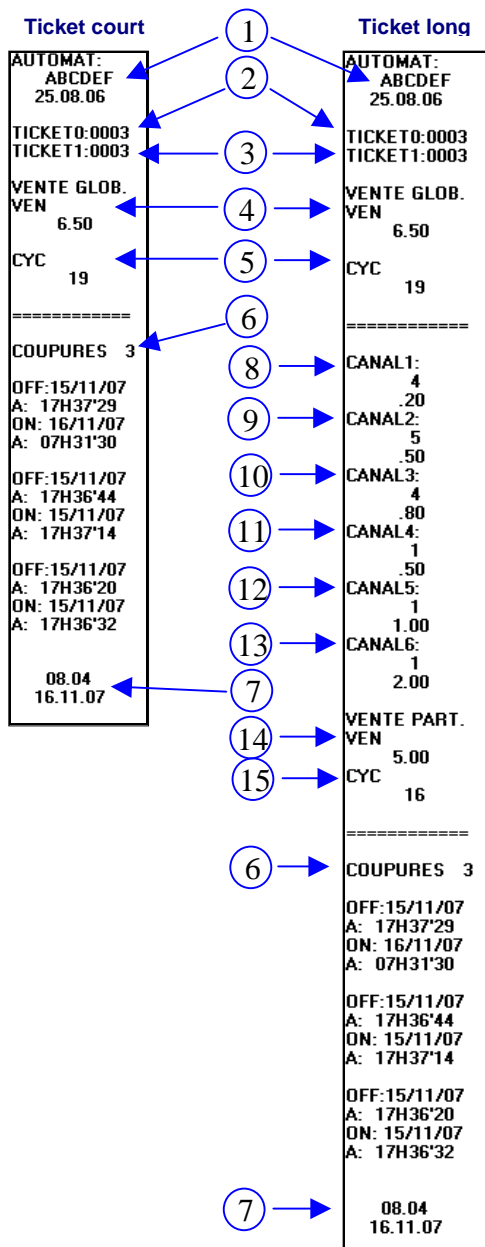 Ticket court
AUTOMAT:
ABCDEF
25.08.06
TICKET0:0003
TICKET1:0003
VENTE GLOB.
VEN
6.50
CYC
19
============
COUPURES 3
OFF:15/11/07
A: 17H37'29
ON: 16/11/07
A: 07H31'30
OFF:15/11/07
A: 17H36'44
ON: 15/11/07
A: 17H37'14
OFF:15/11/07
A: 17H36'20
ON: 15/11/07
A: 17H36'32
08.04
16.11.07
1
2
3
4
5
6
8
9
10
11
12
13
7
14
15
6
7
Ticket long
AUTOMAT:
ABCDEF
25.08.06
TICKET0:0003
TICKET1:0003
VENTE GLOB.
VEN
6.50
CYC
19
============
CANAL1:
4
.20
CANAL2:
5
.50
CANAL3:
4
.80
CANAL4:
1
.50
CANAL5:
1
1.00
CANAL6:
1
2.00
VENTE PART.
VEN
5.00
CYC
16
============
COUPURES 3
OFF:15/11/07
A: 17H37'29
ON: 16/11/07
A: 07H31'30
OFF:15/11/07
A: 17H36'44
ON: 15/11/07
A: 17H37'14
OFF:15/11/07
A: 17H36'20
ON: 15/11/07
A: 17H36'32
08.04
16.11.07